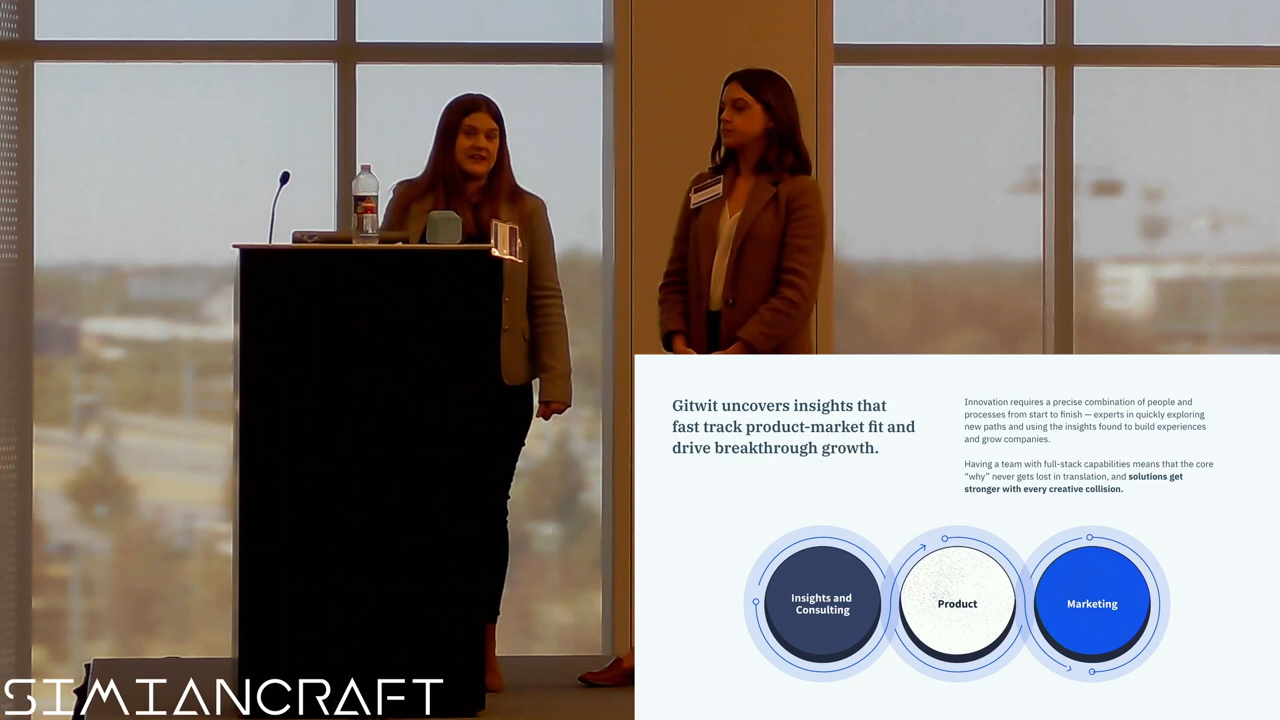 Gitwit uncovers insights that
fast track product-market fit and
drive breakthrough growth.
Innovation requires a precise combination of people and
processes from start to finish — experts in quickly exploring
new paths and using the insights found to build experiences
and grow companies.
Having a team with full-stack capabilities means that the core
“why” never gets lost in translation, and solutions get
stronger with every creative collision.
Insights and
Consulting
Product
Marketing
SIMIANCRAFT